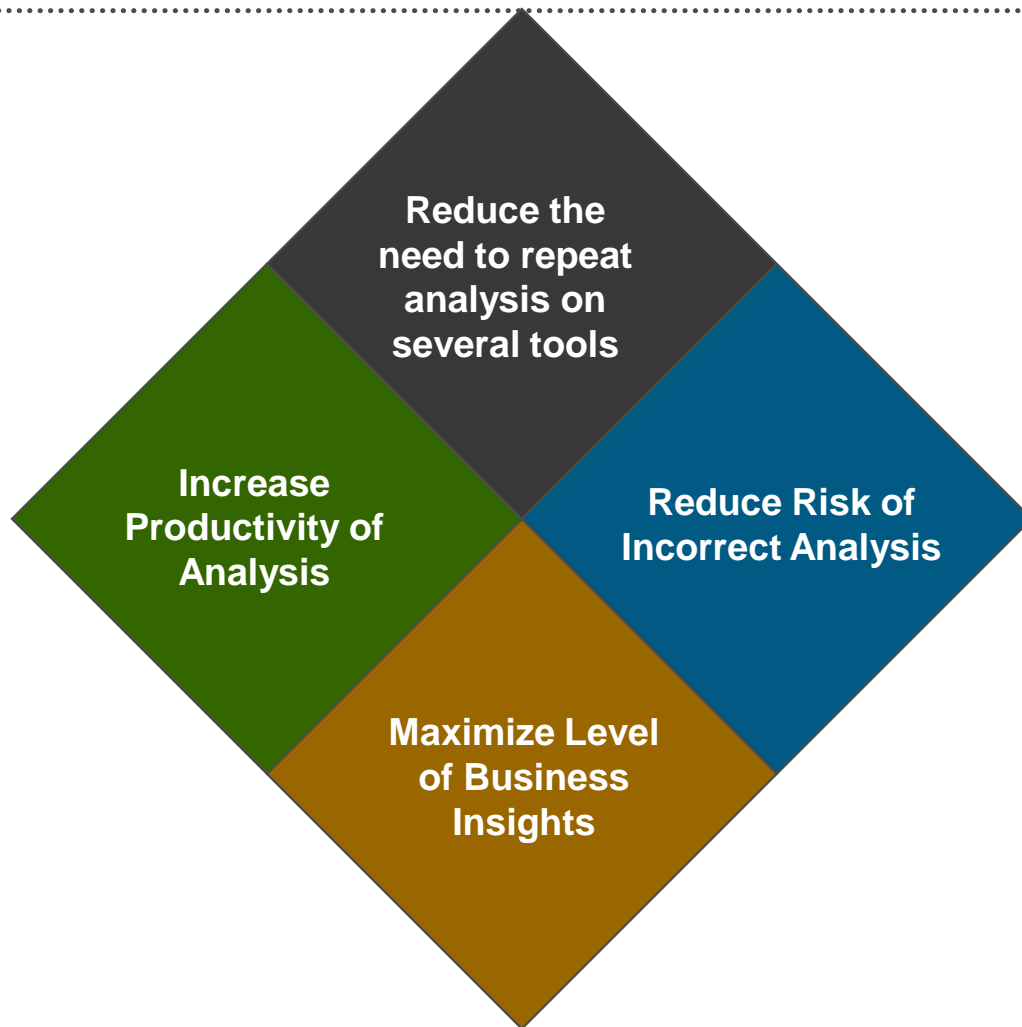 Reduce the
need to repeat
analysis on
several tools
Increase
Productivity of
Analysis
Reduce Risk of
Incorrect Analysis
Maximize Level
of Business
Insights